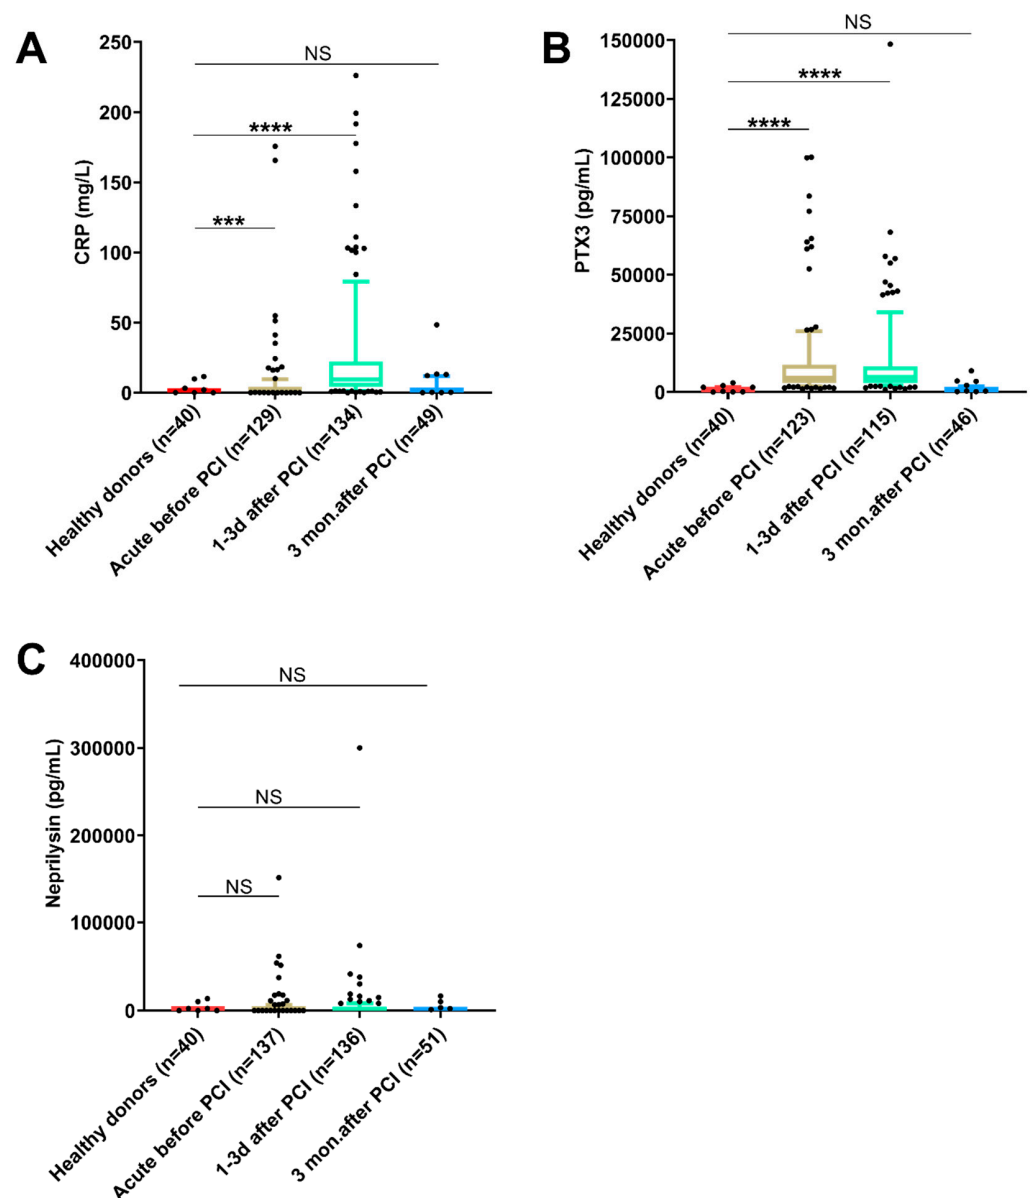 A
CRP (mg/L)
250
200
150
100
50
0
NS
****
***
Healthy donors (n=40)
Acute before PCI (n=129)
1-3d after PCI (n=134)
3 mon.after PCI (n=49)
B
PTX3 (pg/mL)
150000
125000
100000
75000
50000
25000
0
NS
****
****
Healthy donors (n=40)
Acute before PCI (n=123)
1-3d after PCI (n=115)
3 mon.after PCI (n=46)
C
Neprilysin (pg/mL)
400000
300000
200000
100000
0
NS
NS
NS
Healthy donors (n=40)
Acute before PCI (n=137)
1-3d after PCI (n=136)
3 mon.after PCI (n=51)